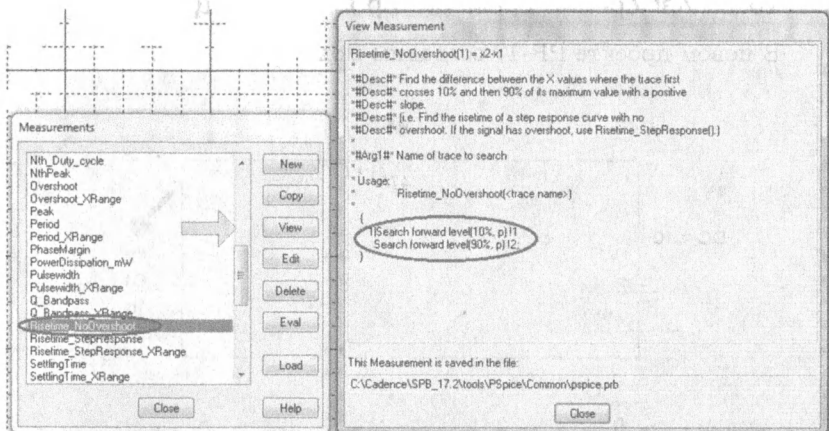 Measurements
Nth_Duty_cycle
NthPeak
Overshoot
Overshoot_XRange
Peak
Period
Period_XRange
PhaseMargin
PowerDissipation_mW
Pulsewidth
Pulsewidth_XRange
Q_Bandpass
Q_Bandpass_XRange
Risetime_NoOvershoot
Risetime_StepResponse
Risetime_StepResponse_XRange
SettlingTime
SettlingTime_XRange
New
Copy
View
Edit
Delete
Eval
Load
Close
Help
View Measurement
Risetime_NoOvershoot(1) = x2-x1
*
*#Desc#* Find the difference between the X values where the trace first
*#Desc#* crosses 10% and then 90% of its maximum value with a positive
*#Desc#* slope.
*#Desc#* (i.e. Find the risetime of a step response curve with no
*#Desc#* overshoot. If the signal has overshoot, use Risetime_StepResponse().)
*
*#Arg1#* Name of trace to search
*
* Usage:
* Risetime_NoOvershoot(<trace name>)
*
{
1|Search forward level(10%, p) !1
Search forward level(90%, p) !2;
}
This Measurement is saved in the file:
C:\Cadence\SPB_17.2\tools\PSpice\Common\pspice.prb
Close